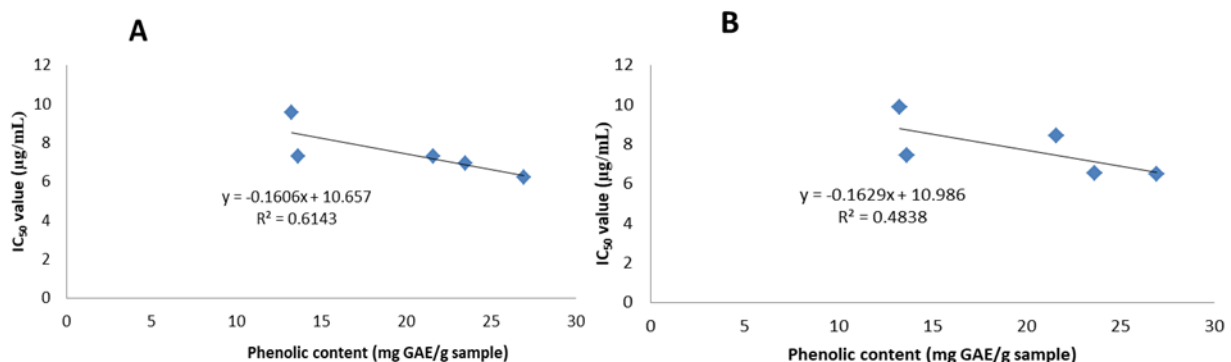 A
12
10
8
6
4
2
0
IC₅₀ value (µg/mL)
y = -0.1606x + 10.657
R² = 0.6143
0 5 10 15 20 25 30
Phenolic content (mg GAE/g sample)
B
12
10
8
6
4
2
0
IC₅₀ value (µg/mL)
y = -0.1629x + 10.986
R² = 0.4838
0 5 10 15 20 25 30
Phenolic content (mg GAE/g sample)